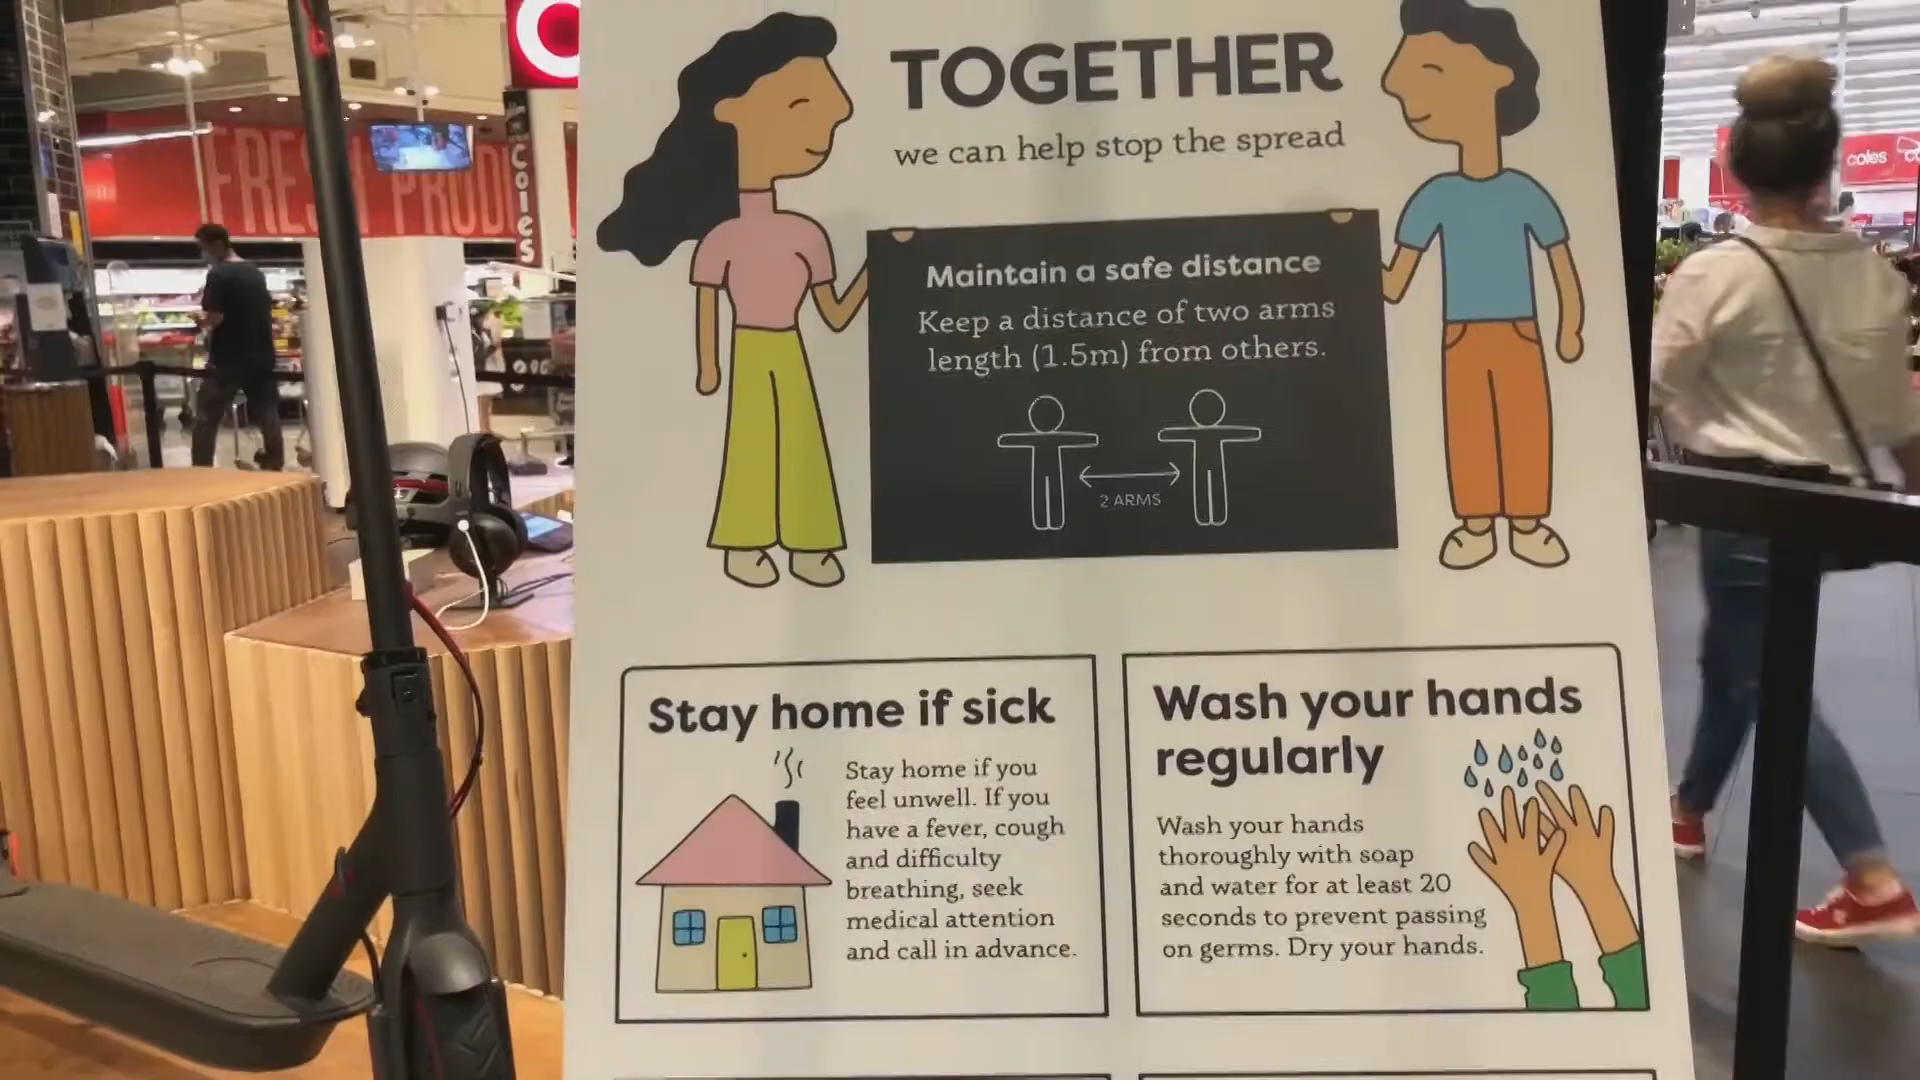 TOGETHER
we can help stop the spread
Maintain a safe distance
Keep a distance of two arms
length (1.5m) from others.
2 ARMS
Stay home if sick
Stay home if you
feel unwell. If you
have a fever, cough
and difficulty
breathing, seek
medical attention
and call in advance.
Wash your hands
regularly
Wash your hands
thoroughly with soap
and water for at least 20
seconds to prevent passing
on germs. Dry your hands.
FRESH PRODU
Coles
coles